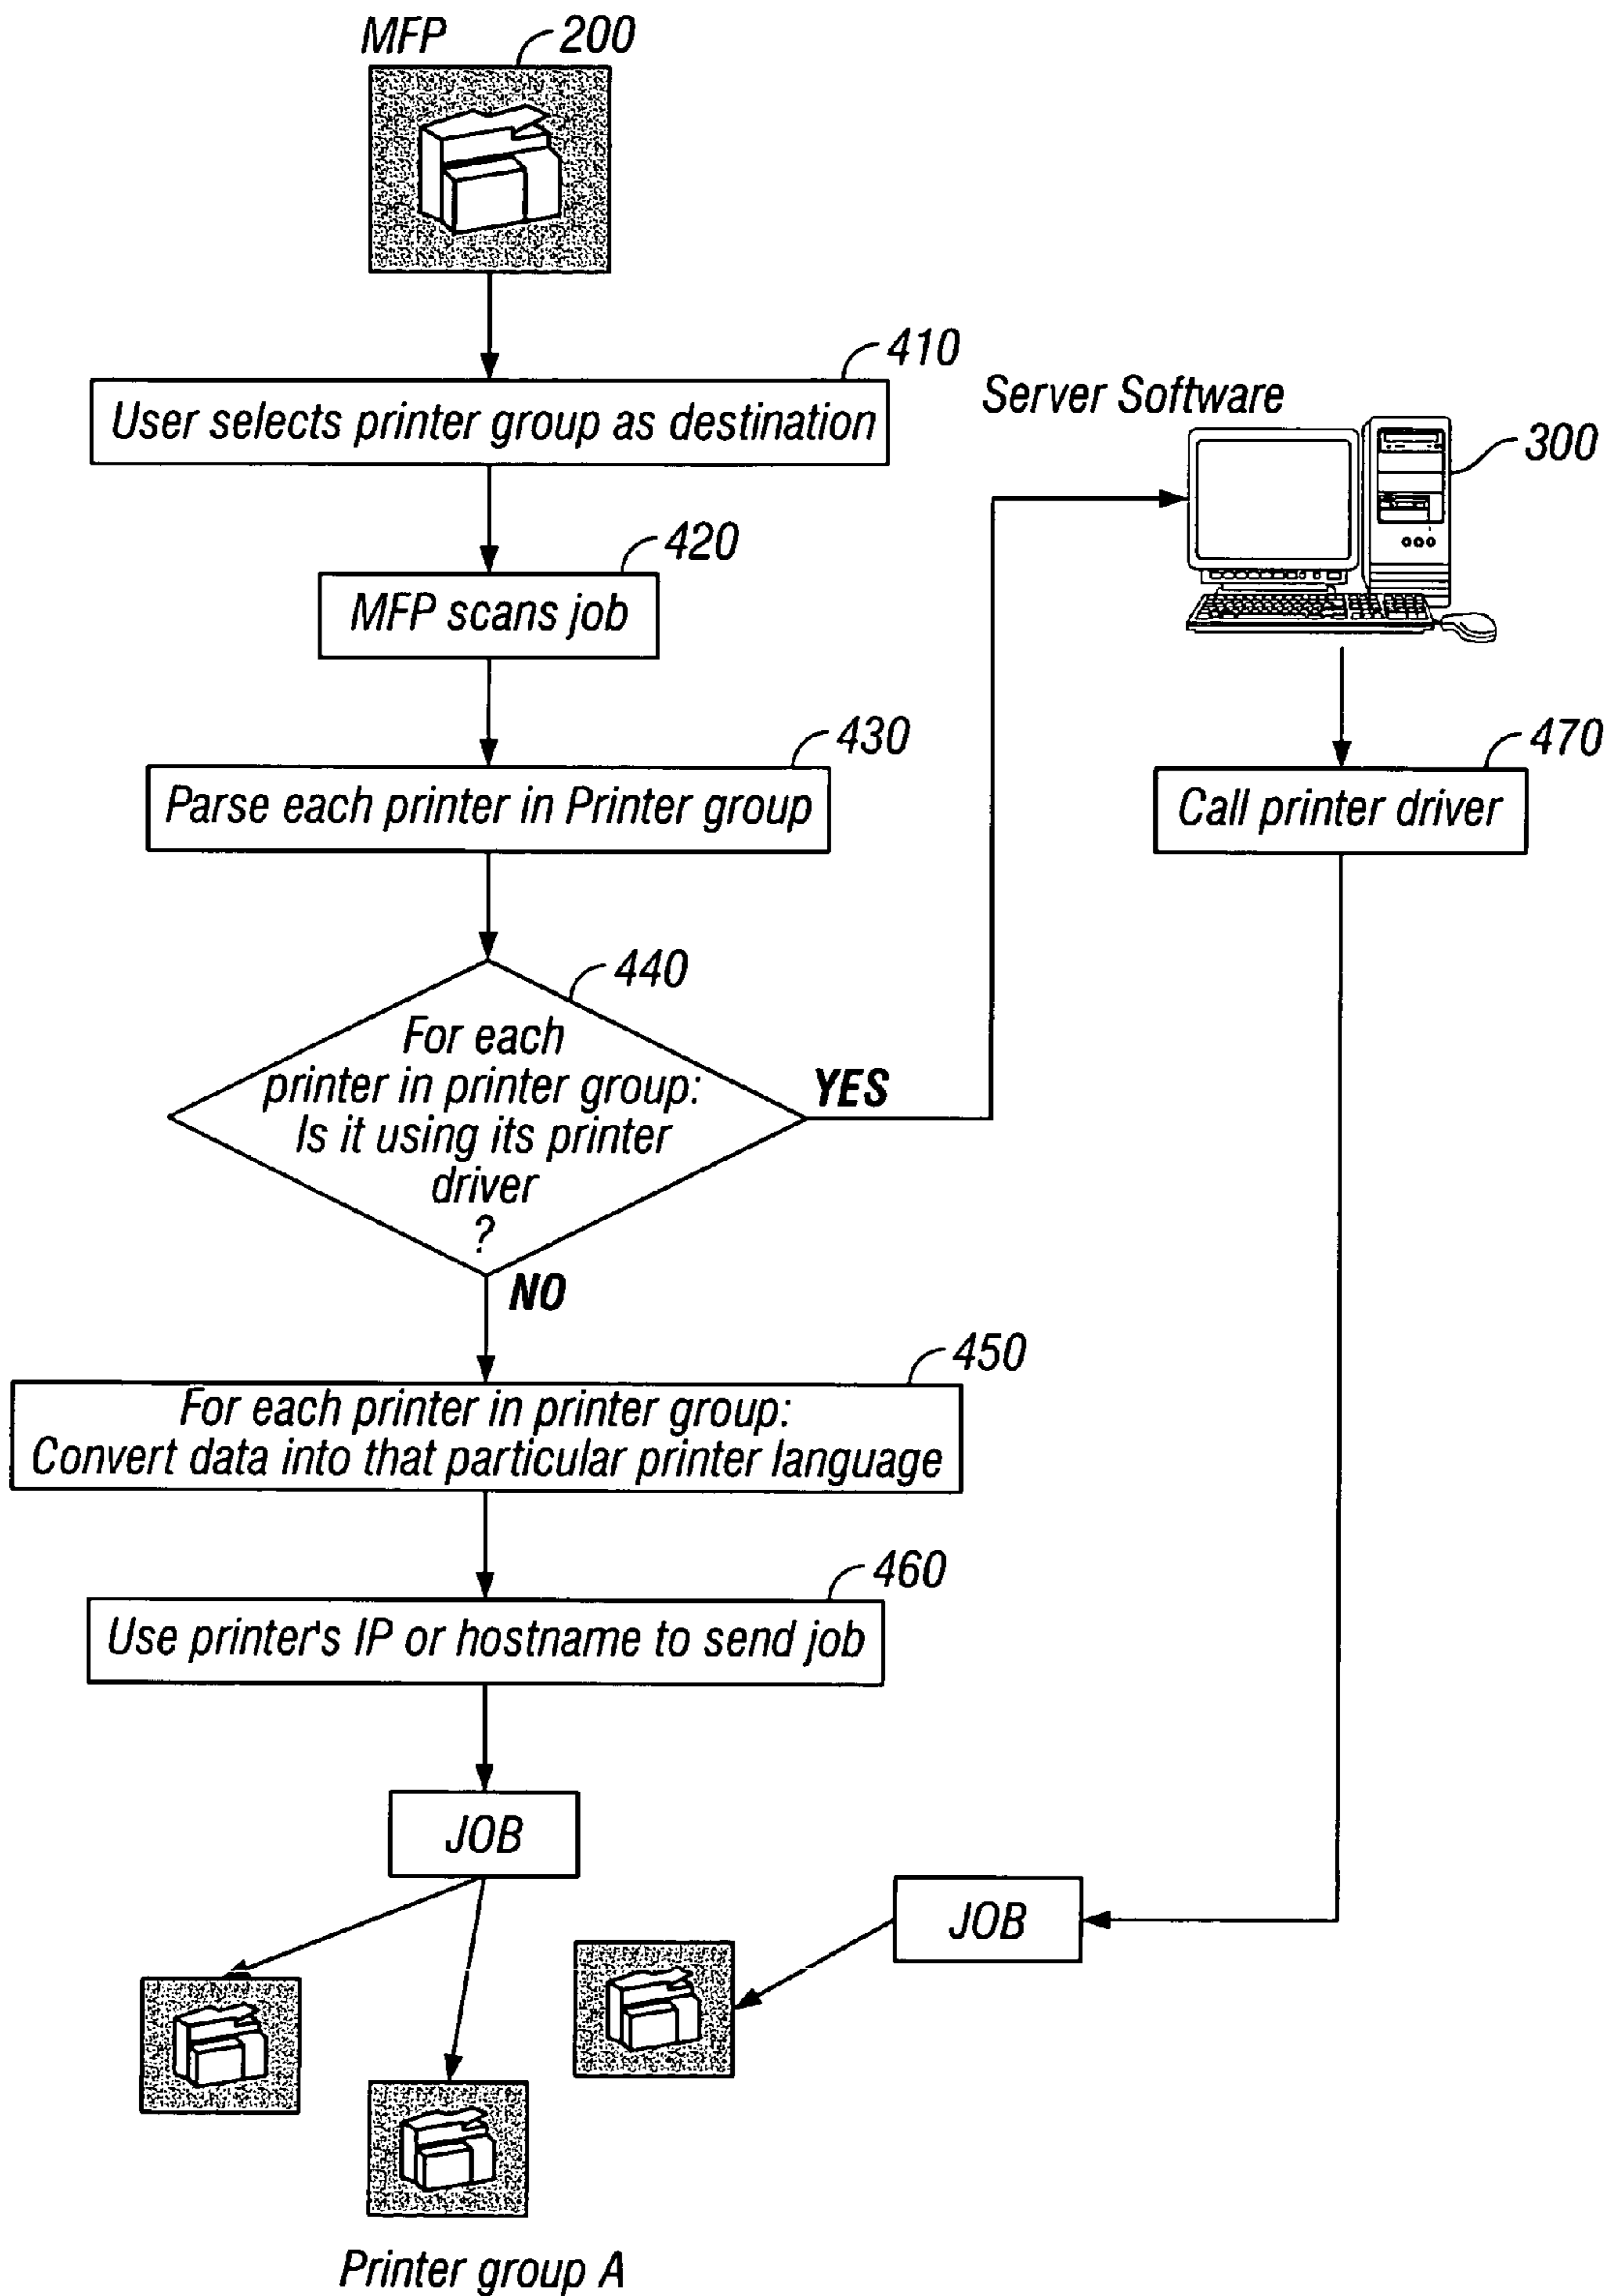 MFP
200
410
User selects printer group as destination
Server Software
300
420
MFP scans job
430
Parse each printer in Printer group
470
Call printer driver
440
For each
printer in printer group:
Is it using its printer
driver
?
YES
NO
450
For each printer in printer group:
Convert data into that particular printer language
460
Use printer's IP or hostname to send job
JOB
JOB
Printer group A